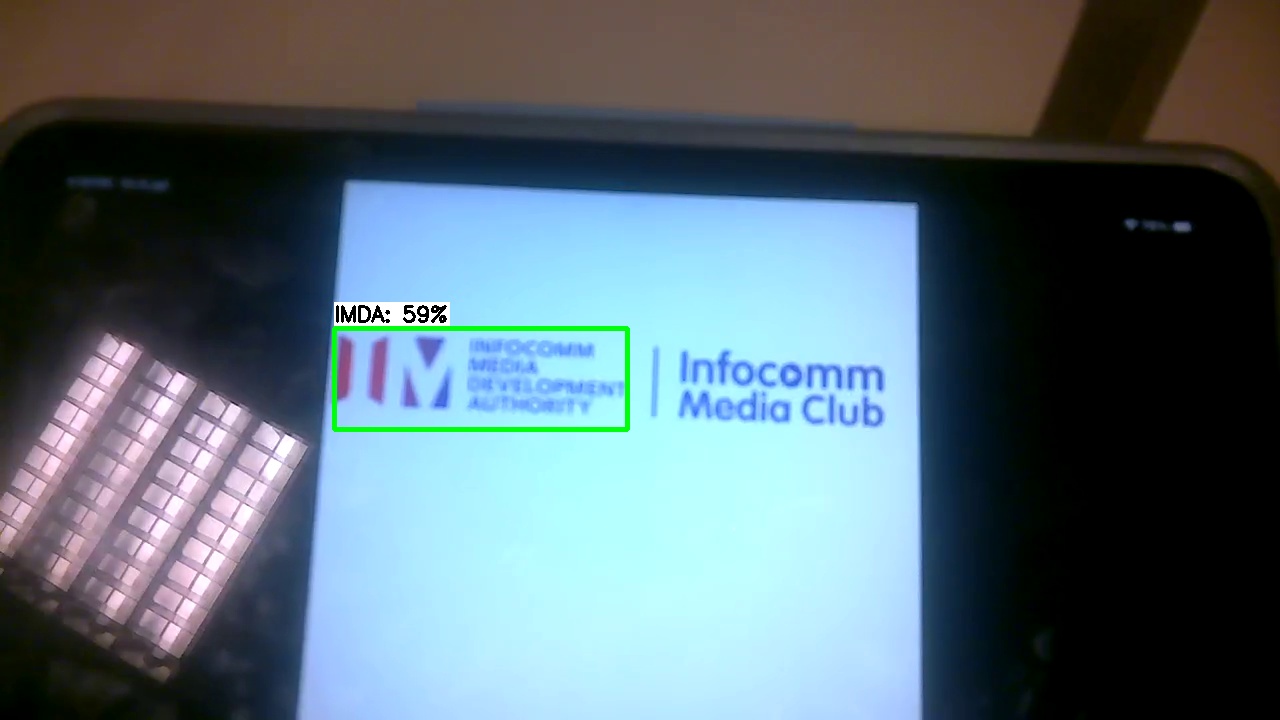 IMDA: 59%
INFOCOMM
MEDIA
DEVELOPMENT
AUTHORITY
Infocomm
Media Club